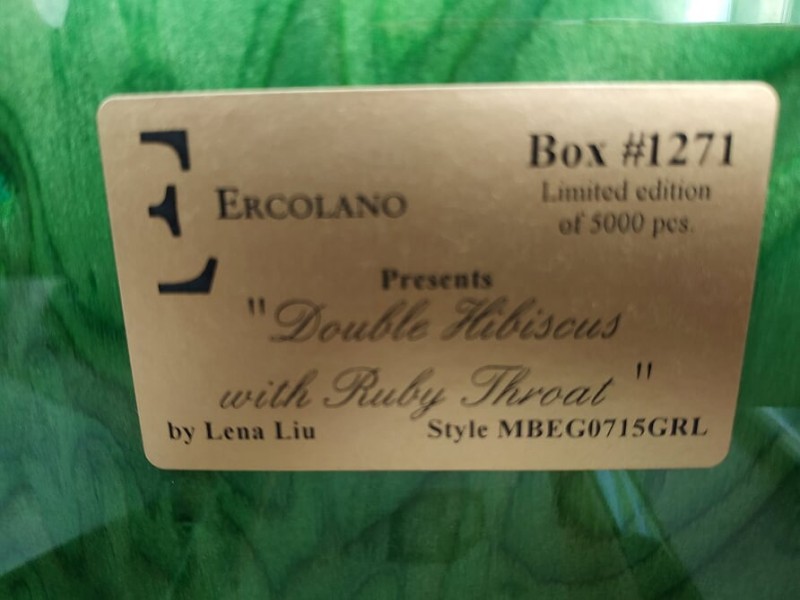 Box #1271
Limited edition
of 5000 pcs.
E ERCOLANO
Presents
"Double Hibiscus
with Ruby Throat"
by Lena Liu
Style MBEG0715GRL